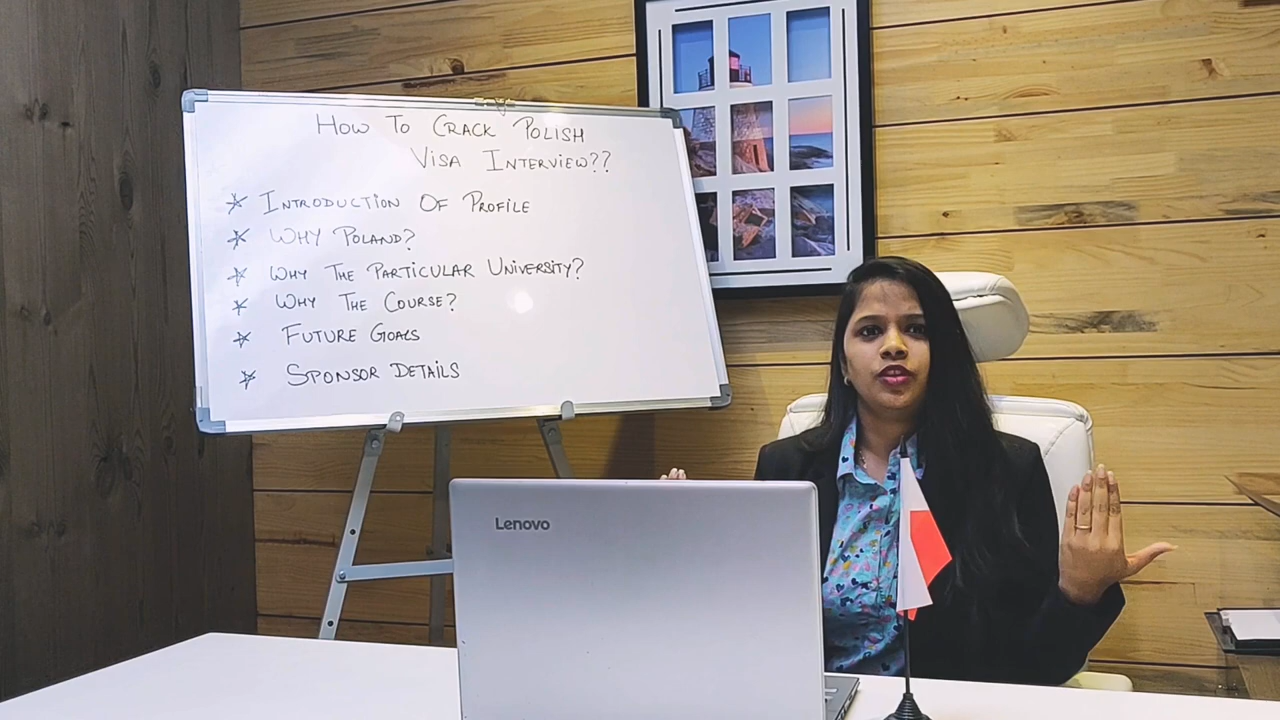 How To Crack Polish
Visa Interview??
* Introduction Of Profile
* Why Poland?
* Why The Particular University?
* Why The Course?
* Future Goals
* Sponsor Details
Lenovo